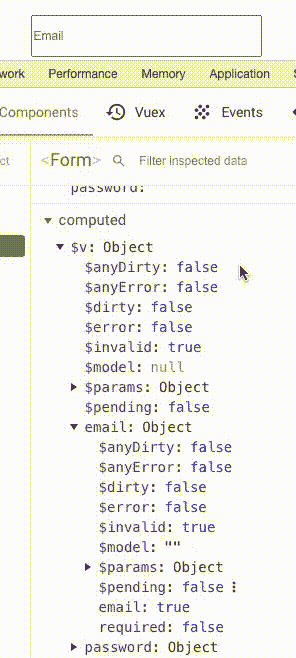 Email
work Performance Memory Application S
Components Vuex Events
ct <Form> Filter inspected data
password:
computed
$v: Object
$anyDirty: false
$anyError: false
$dirty: false
$error: false
$invalid: true
$model: null
$params: Object
$pending: false
email: Object
$anyDirty: false
$anyError: false
$dirty: false
$error: false
$invalid: true
$model: ""
$params: Object
$pending: false
email: true
required: false
password: Object